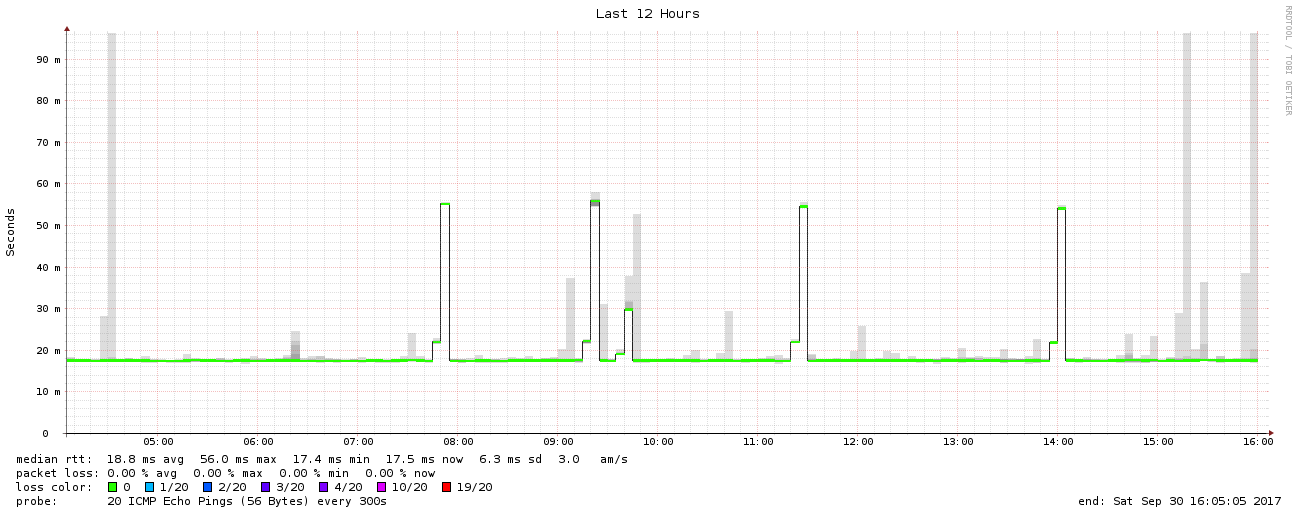 Last 12 Hours
RRDTOOL / TOBI OETIKER
Seconds
90 m
80 m
70 m
60 m
50 m
40 m
30 m
20 m
10 m
0
05:00 06:00 07:00 08:00 09:00 10:00 11:00 12:00 13:00 14:00 15:00 16:00
median rtt: 18.8 ms avg 56.0 ms max 17.4 ms min 17.5 ms now 6.3 ms sd 3.0 am/s
packet loss: 0.00 % avg 0.00 % max 0.00 % min 0.00 % now
loss color: 0 1/20 2/20 3/20 4/20 10/20 19/20
probe: 20 ICMP Echo Pings (56 Bytes) every 300s end: Sat Sep 30 16:05:05 2017